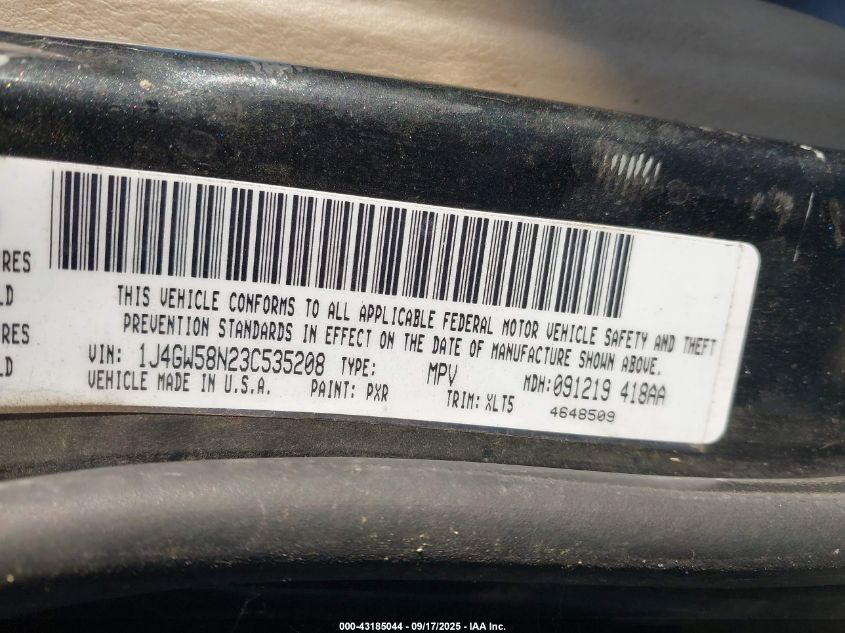 RES
LD
RES
LD
THIS VEHICLE CONFORMS TO ALL APPLICABLE FEDERAL MOTOR VEHICLE SAFETY AND THEFT
PREVENTION STANDARDS IN EFFECT ON THE DATE OF MANUFACTURE SHOWN ABOVE.
VIN: 1J4GW58N23C535208 TYPE: MPV MDH:091219 418AA
VEHICLE MADE IN U.S.A. PAINT: PXR TRIM: XLT5 4648509
000-43185044 - 09/17/2025 - IAA Inc.